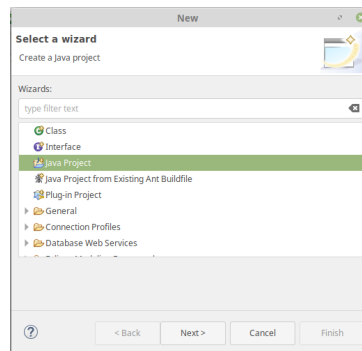 New
Select a wizard
Create a Java project
Wizards:
type filter text
Class
Interface
Java Project
Java Project from Existing Ant Buildfile
Plug-in Project
General
Connection Profiles
Database Web Services
< Back
Next >
Cancel
Finish